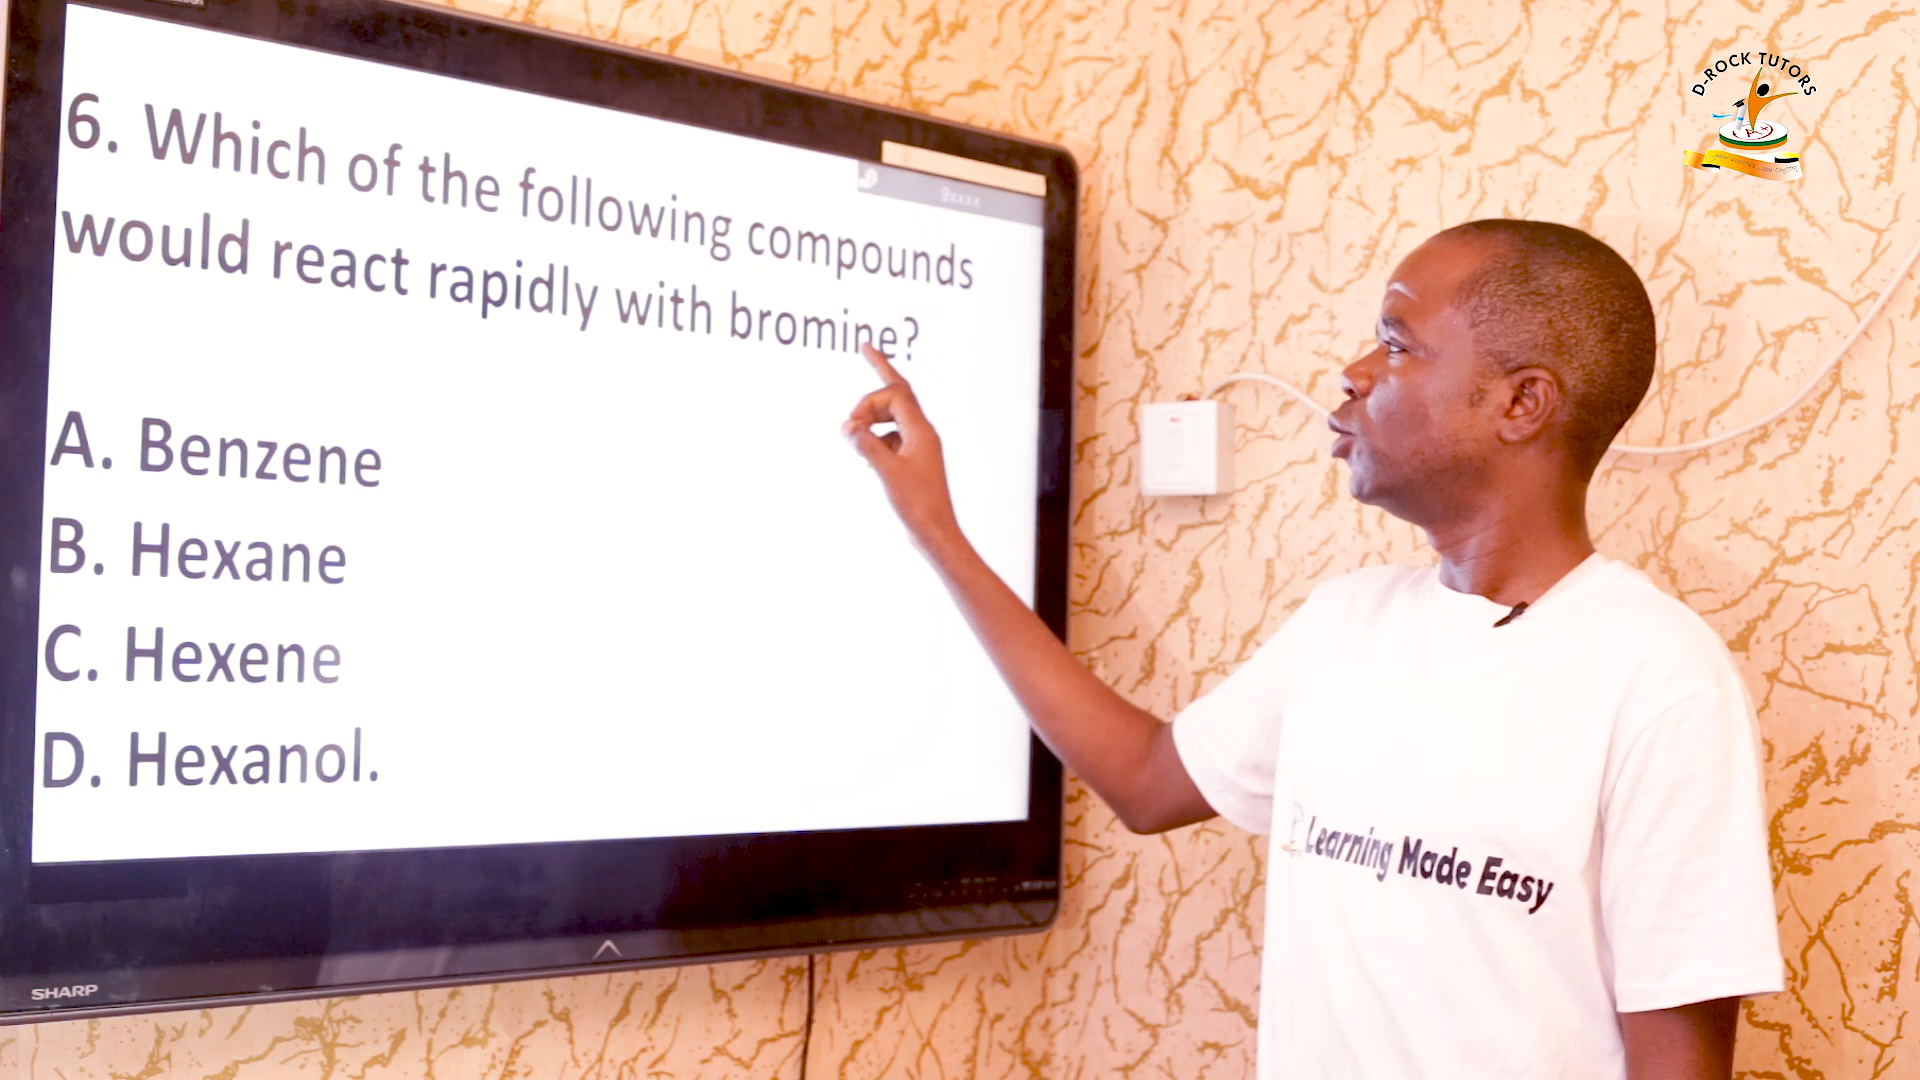 6. Which of the following compounds
would react rapidly with bromine?
A. Benzene
B. Hexane
C. Hexene
D. Hexanol.
SHARP
D-ROCK TUTORS
A+
Learning Made Easy